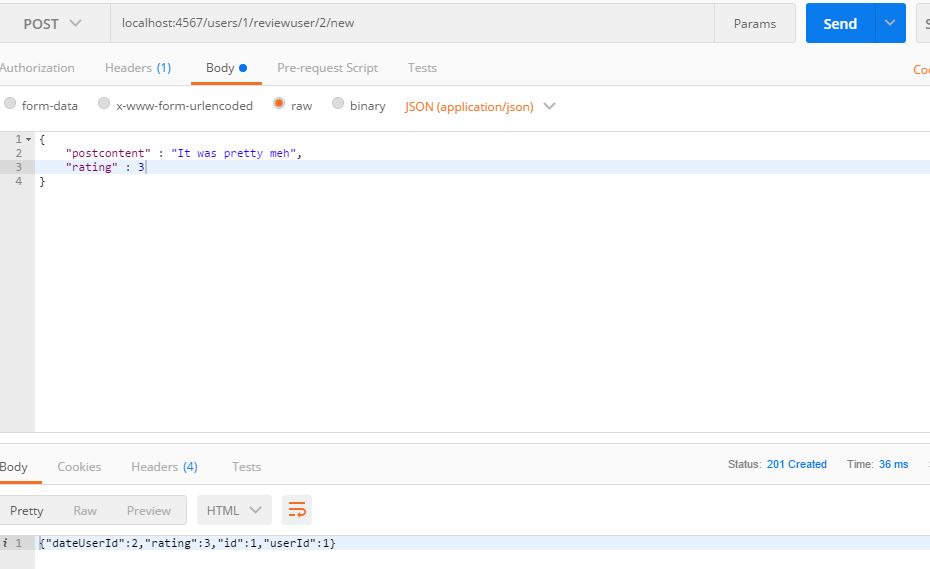 POST localhost:4567/users/1/reviewuser/2/new Params Send S
Authorization Headers (1) Body Pre-request Script Tests Coo
form-data x-www-form-urlencoded raw binary JSON (application/json)
1 {
2 "postcontent" : "It was pretty meh",
3 "rating" : 3
4 }
Body Cookies Headers (4) Tests Status: 201 Created Time: 36 ms
Pretty Raw Preview HTML
i 1 {"dateUserId":2,"rating":3,"id":1,"userId":1}